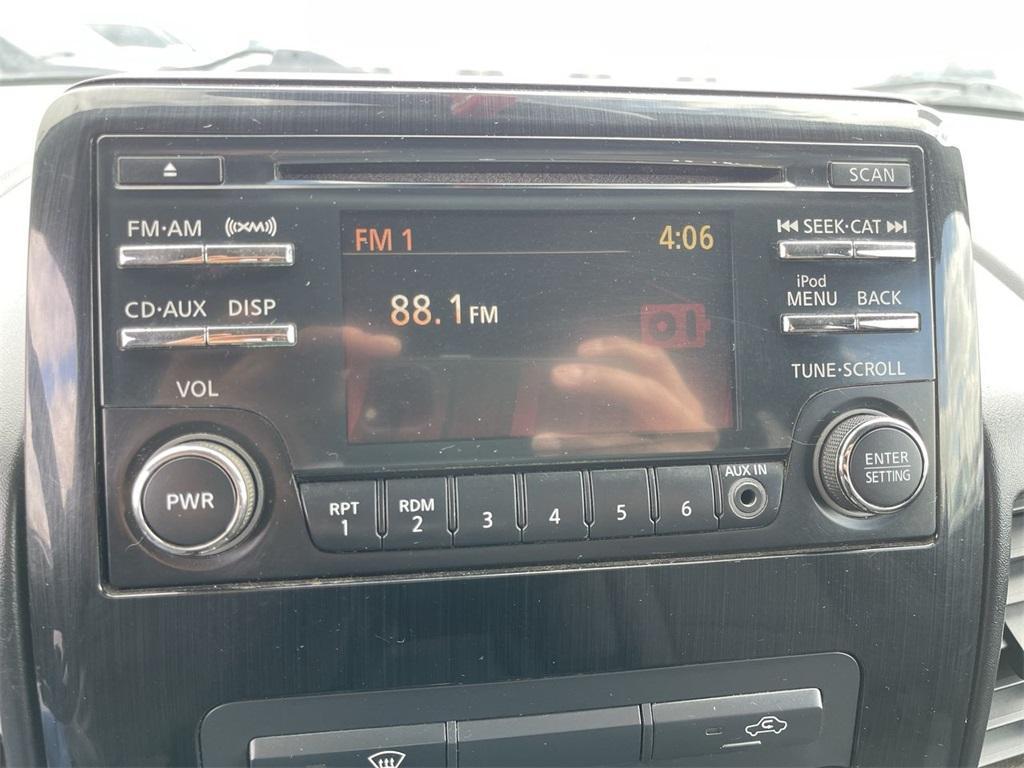 SCAN
FM·AM
XM
SEEK·CAT
FM 1
4:06
iPod
MENU
BACK
CD·AUX
DISP
88.1FM
VOL
TUNE·SCROLL
PWR
ENTER
SETTING
AUX IN
RPT
1
RDM
2
3
4
5
6